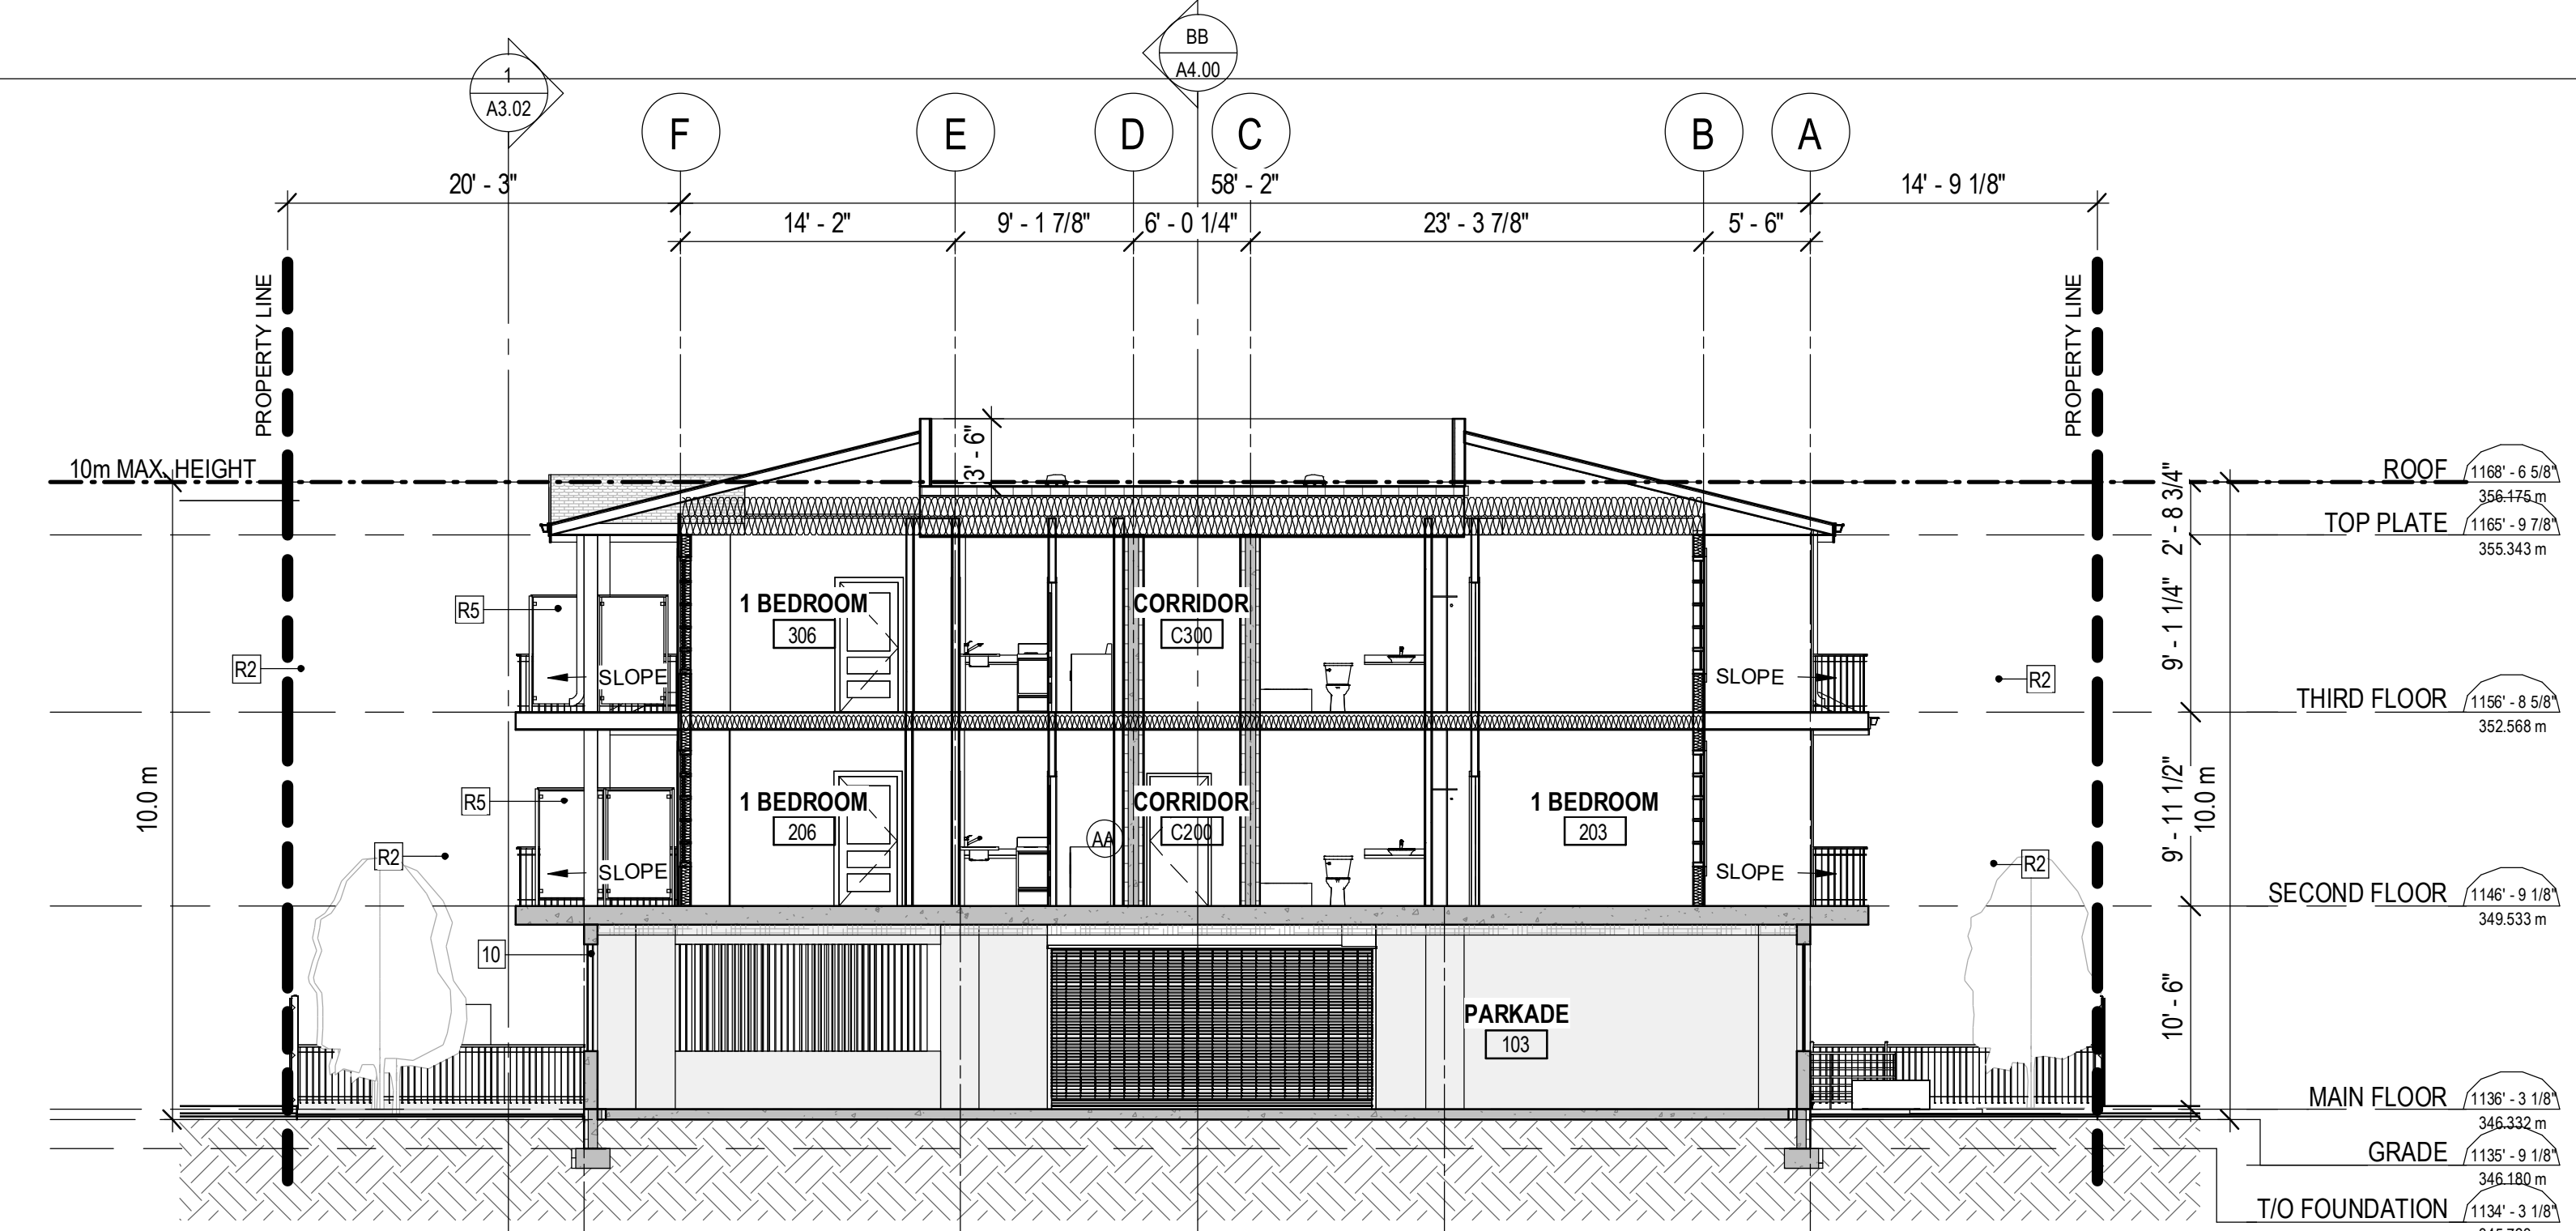 BB
A4.00
1
A3.02
F
E
D
C
B
A
20' - 3"
58' - 2"
14' - 9 1/8"
14' - 2"
9' - 1 7/8"
6' - 0 1/4"
23' - 3 7/8"
5' - 6"
PROPERTY LINE
PROPERTY LINE
3' - 6"
10m MAX. HEIGHT
ROOF
1168' - 6 5/8"
356.175 m
2' - 8 3/4"
TOP PLATE
1165' - 9 7/8"
355.343 m
R5
1 BEDROOM
306
CORRIDOR
C300
9' - 1 1/4"
R2
SLOPE
SLOPE
R2
THIRD FLOOR
1156' - 8 5/8"
352.568 m
10.0 m
R5
1 BEDROOM
206
CORRIDOR
C200
AA
1 BEDROOM
203
9' - 11 1/2"
10.0 m
R2
SLOPE
SLOPE
R2
SECOND FLOOR
1146' - 9 1/8"
349.533 m
10
PARKADE
103
10' - 6"
MAIN FLOOR
1136' - 3 1/8"
346.332 m
GRADE
1135' - 9 1/8"
346.180 m
T/O FOUNDATION
1134' - 3 1/8"